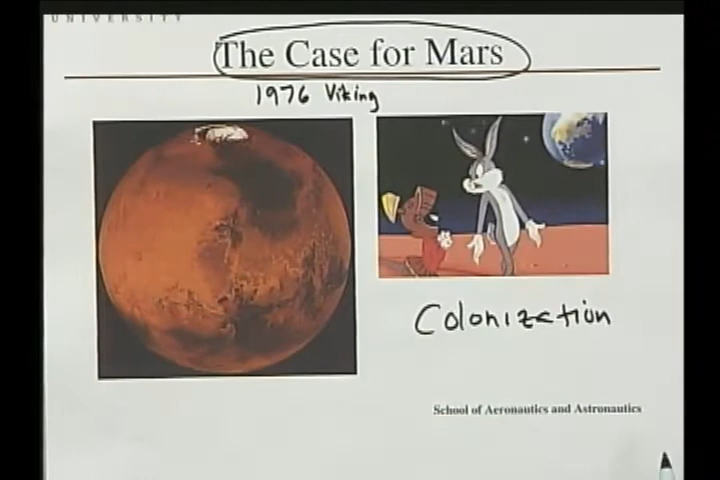 UNIVERSITY
The Case for Mars
1976 Viking
Colonization
School of Aeronautics and Astronautics